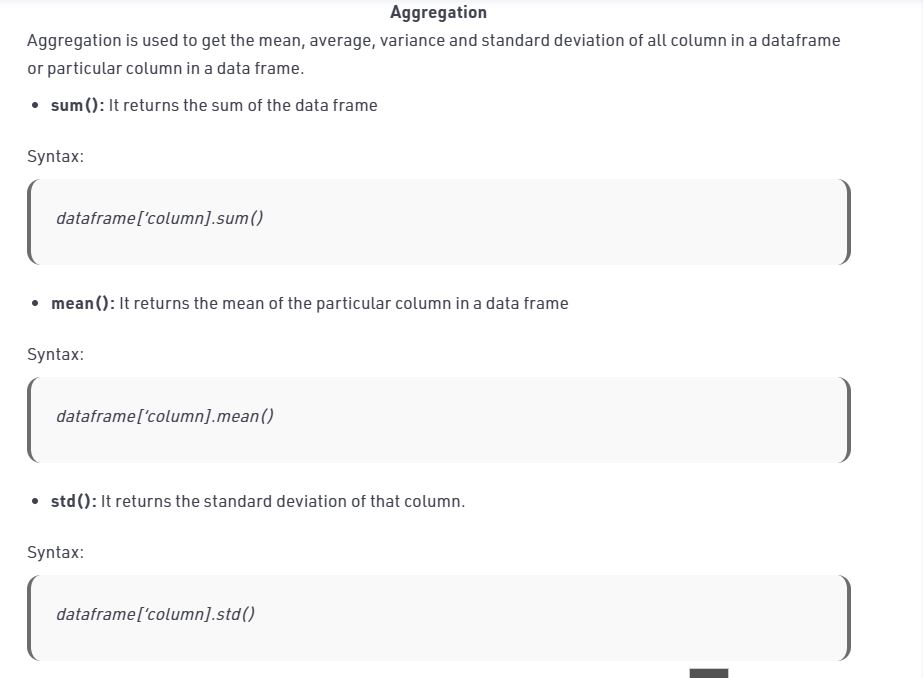 Aggregation
Aggregation is used to get the mean, average, variance and standard deviation of all column in a dataframe
or particular column in a data frame.
• sum(): It returns the sum of the data frame
Syntax:
dataframe[‘column].sum()
• mean(): It returns the mean of the particular column in a data frame
Syntax:
dataframe[‘column].mean()
• std(): It returns the standard deviation of that column.
Syntax:
dataframe[‘column].std()